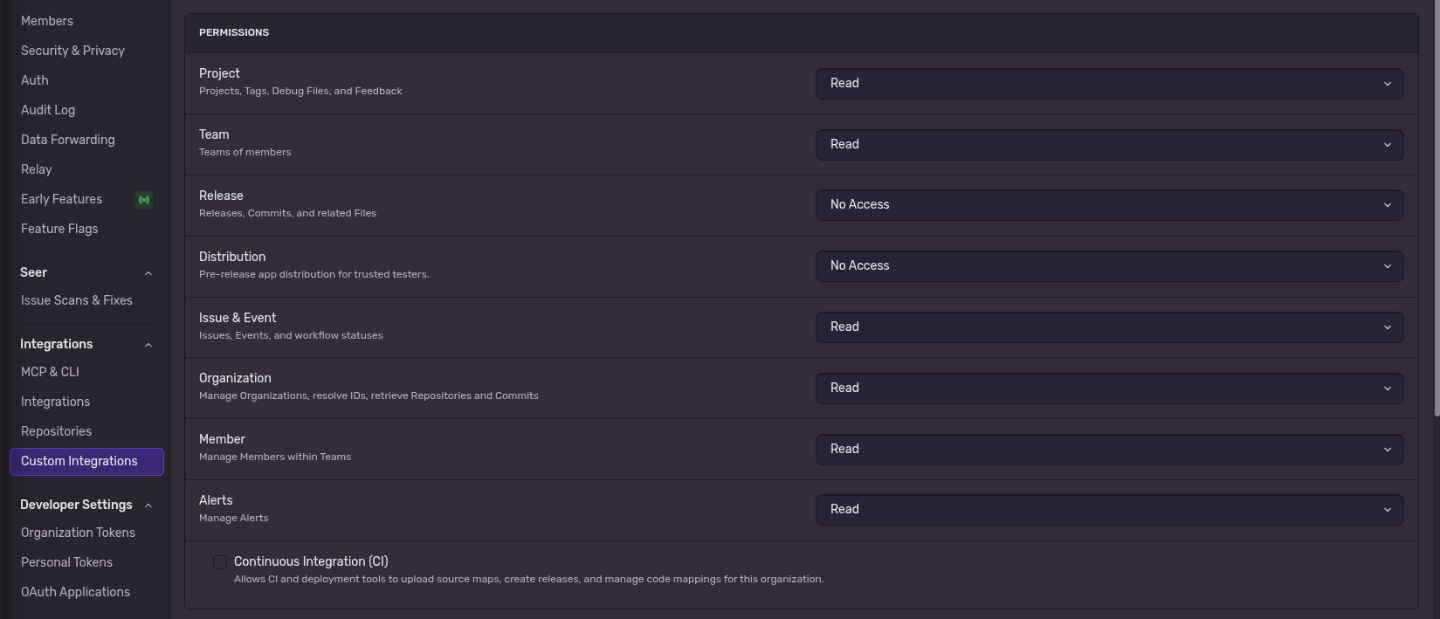 Members
Security & Privacy
Auth
Audit Log
Data Forwarding
Relay
Early Features
Feature Flags
Seer
Issue Scans & Fixes
Integrations
MCP & CLI
Integrations
Repositories
Custom Integrations
Developer Settings
Organization Tokens
Personal Tokens
OAuth Applications
PERMISSIONS
Project
Projects, Tags, Debug Files, and Feedback
Read
Team
Teams of members
Read
Release
Releases, Commits, and related Files
No Access
Distribution
Pre-release app distribution for trusted testers.
No Access
Issue & Event
Issues, Events, and workflow statuses
Read
Organization
Manage Organizations, resolve IDs, retrieve Repositories and Commits
Read
Member
Manage Members within Teams
Read
Alerts
Manage Alerts
Read
Continuous Integration (CI)
Allows CI and deployment tools to upload source maps, create releases, and manage code mappings for this organization.